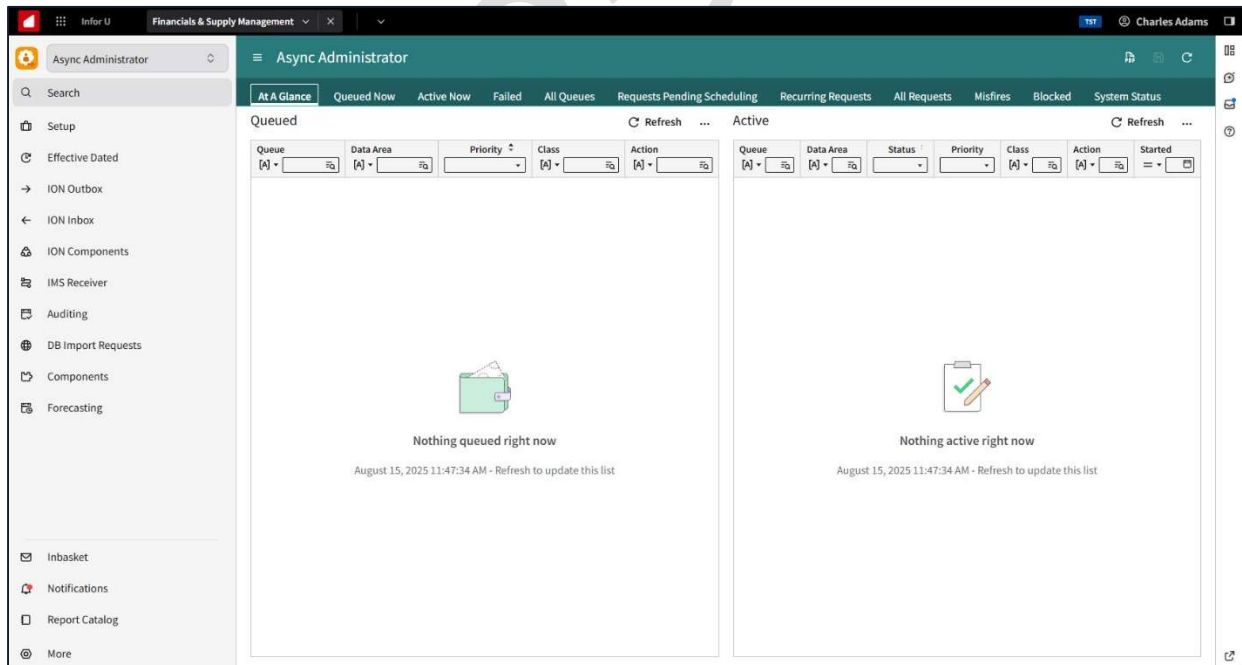 Infor U
Financials & Supply Management
TST
Charles Adams
Async Administrator
Search
Setup
Effective Dated
ION Outbox
ION Inbox
ION Components
IMS Receiver
Auditing
DB Import Requests
Components
Forecasting
Inbasket
Notifications
Report Catalog
More
Async Administrator
At A Glance Queued Now Active Now Failed All Queues Requests Pending Scheduling Recurring Requests All Requests Misfires Blocked System Status
Queued Refresh ...
Queue Data Area Priority Class Action
[A] [A] [A] [A]
Nothing queued right now
August 15, 2025 11:47:34 AM - Refresh to update this list
Active Refresh ...
Queue Data Area Status Priority Class Action Started
[A] [A] [A] [A] =
Nothing active right now
August 15, 2025 11:47:34 AM - Refresh to update this list